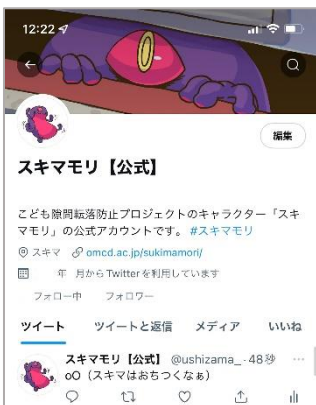 12:22
編集
スキマモリ【公式】
こども隙間転落防止プロジェクトのキャラクター「スキ
マモリ」の公式アカウントです。 #スキマモリ
スキマ omcd.ac.jp/sukimamori/
年 月からTwitterを利用しています
フォロー中 フォロワー
ツイート ツイートと返信 メディア いいね
スキマモリ【公式】 @ushizama_ · 48秒
oO（スキマはおちつくなぁ）